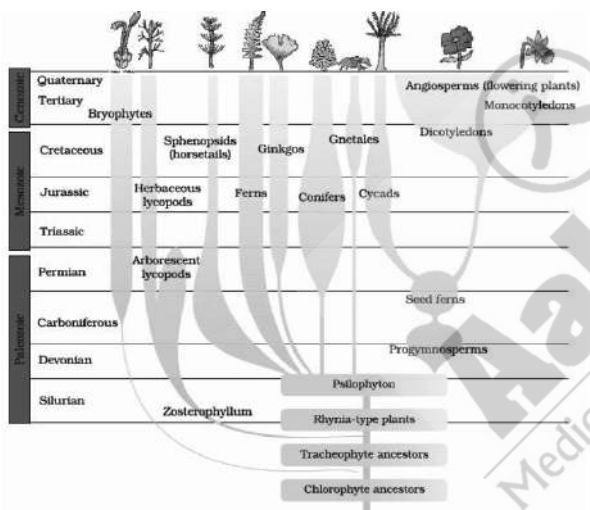 Cenozoic
Quaternary
Tertiary
Angiosperms (flowering plants)
Monocotyledons
Bryophytes
Dicotyledons
Mesozoic
Cretaceous
Sphenopsids
(horsetails)
Ginkgos
Gnetales
Jurassic
Herbaceous
lycopods
Ferns
Conifers
Cycads
Triassic
Paleozoic
Permian
Arborescent
lycopods
Seed ferns
Carboniferous
Progymnosperms
Devonian
Psilophyton
Silurian
Zosterophyllum
Rhynia-type plants
Tracheophyte ancestors
Chlorophyte ancestors
Aa
Medic